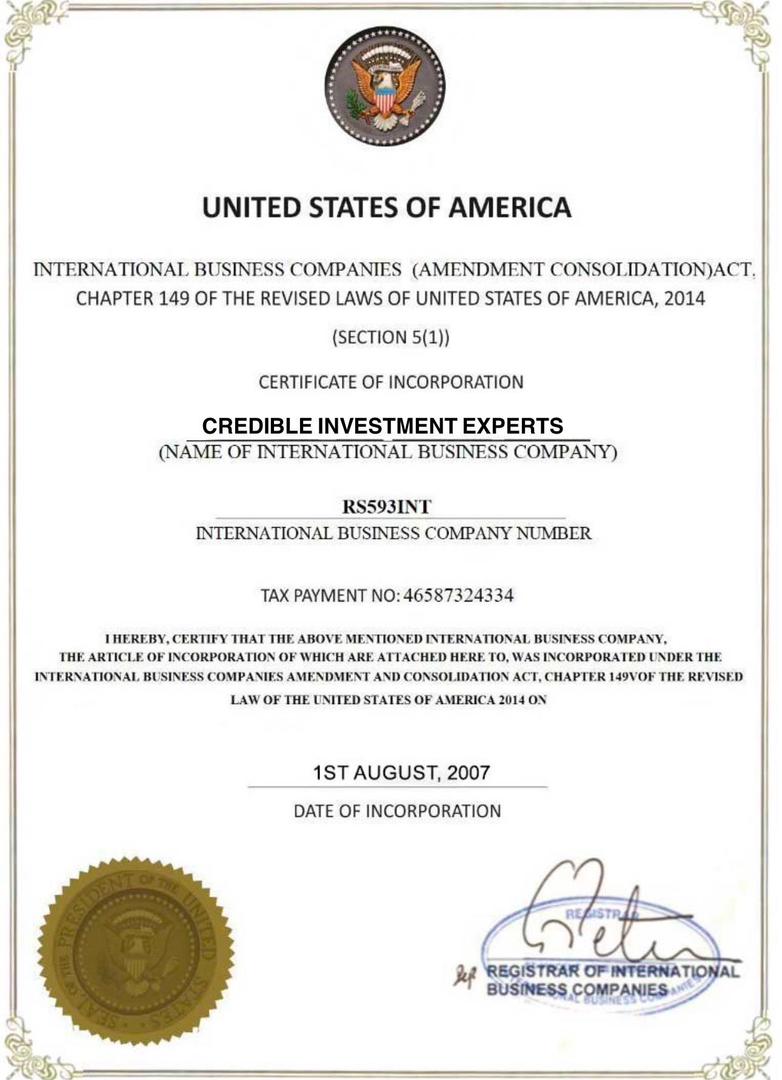 UNITED STATES OF AMERICA
INTERNATIONAL BUSINESS COMPANIES (AMENDMENT CONSOLIDATION)ACT,
CHAPTER 149 OF THE REVISED LAWS OF UNITED STATES OF AMERICA, 2014
(SECTION 5(1))
CERTIFICATE OF INCORPORATION
CREDIBLE INVESTMENT EXPERTS
(NAME OF INTERNATIONAL BUSINESS COMPANY)
RS593INT
INTERNATIONAL BUSINESS COMPANY NUMBER
TAX PAYMENT NO: 46587324334
I HEREBY, CERTIFY THAT THE ABOVE MENTIONED INTERNATIONAL BUSINESS COMPANY,
THE ARTICLE OF INCORPORATION OF WHICH ARE ATTACHED HERE TO, WAS INCORPORATED UNDER THE
INTERNATIONAL BUSINESS COMPANIES AMENDMENT AND CONSOLIDATION ACT, CHAPTER 149VOF THE REVISED
LAW OF THE UNITED STATES OF AMERICA 2014 ON
1ST AUGUST, 2007
DATE OF INCORPORATION
SEAL OF THE PRESIDENT OF THE UNITED STATES
REGISTRAR
REGISTRAR OF INTERNATIONAL
BUSINESS COMPANIES